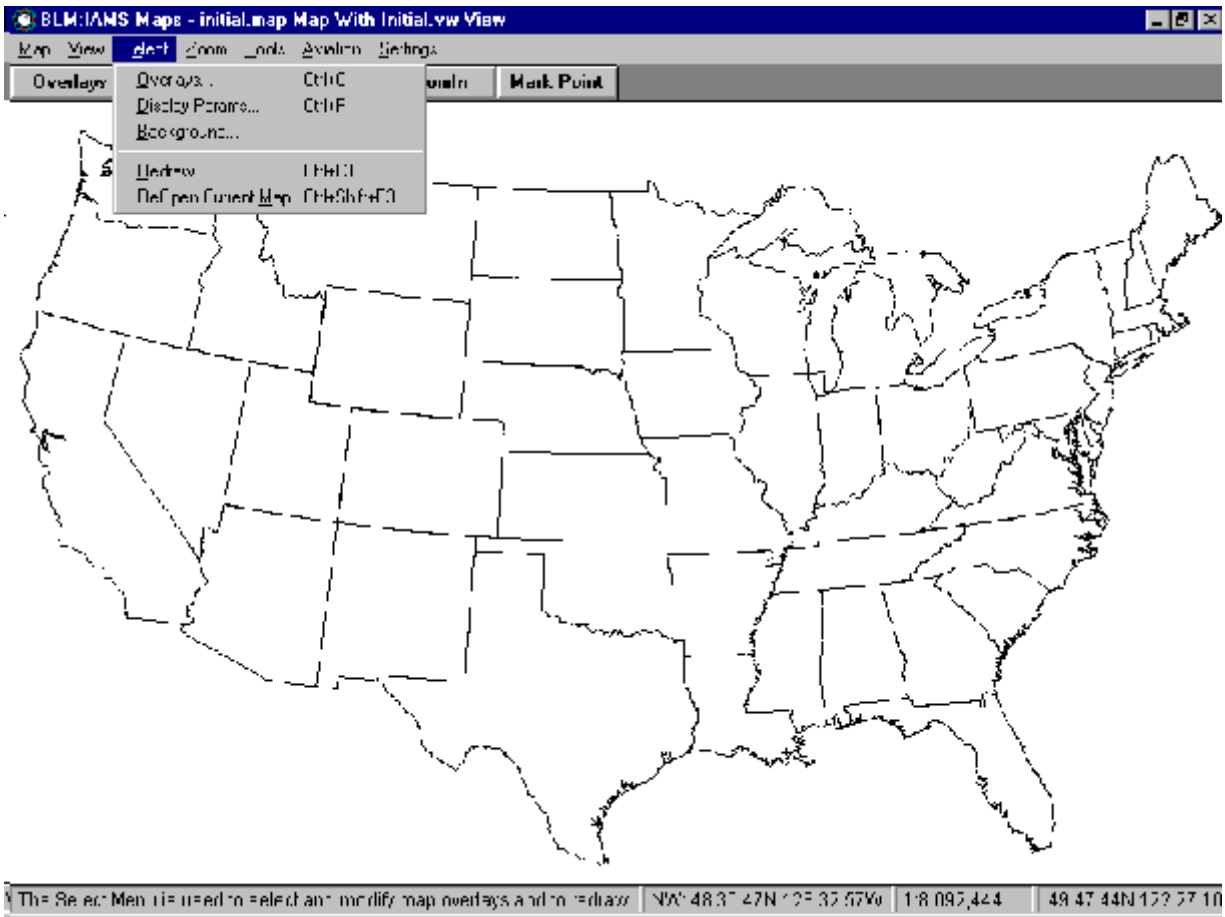 BLM:IAMS Maps - initial.map Map With Initial.vw View
Map View Select Zoom Tools Aviation Settings
Overlays Mark Point
Overlays... Ctrl+O
Display Params... Ctrl+P
Background...
Redraw
ReOpen Current Map
The Select Menu is used to select and modify map overlays and to redraw
1:8,092,444